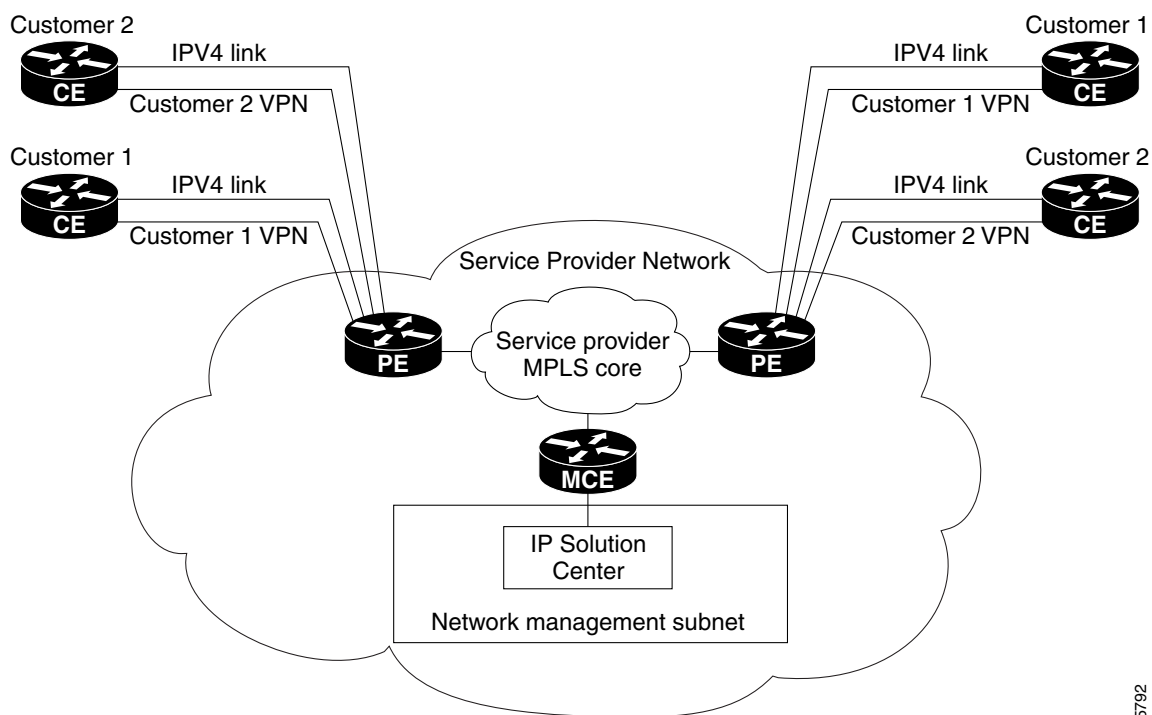 Customer 2
CE
IPV4 link
Customer 2 VPN
Customer 1
CE
IPV4 link
Customer 1 VPN
Customer 1
CE
IPV4 link
Customer 1 VPN
Customer 2
CE
IPV4 link
Customer 2 VPN
Service Provider Network
PE
Service provider
MPLS core
PE
MCE
IP Solution
Center
Network management subnet